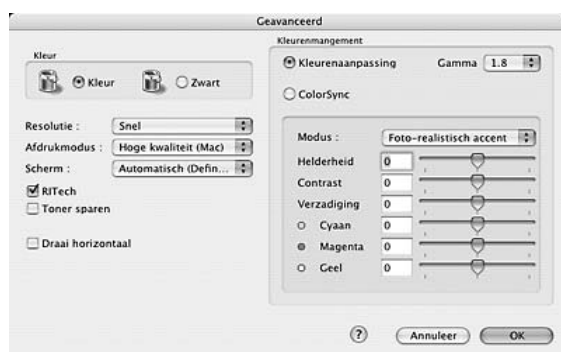 Geavanceerd
Kleur
Kleur Zwart
Resolutie : Snel
Afdrukmodus : Hoge kwaliteit (Mac)
Scherm : Automatisch (Defin...
RITech
Toner sparen
Draai horizontaal
Kleurenmangement
Kleurenaanpassing Gamma 1.8
ColorSync
Modus : Foto-realistisch accent
Helderheid 0
Contrast 0
Verzadiging 0
Cyaan 0
Magenta 0
Geel 0
? Annuleer OK